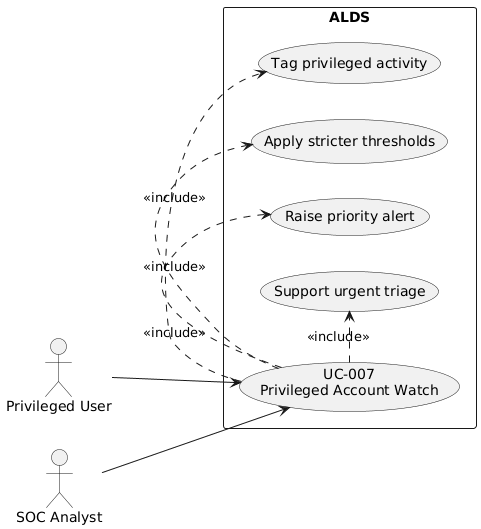 ALDS
Tag privileged activity
Apply stricter thresholds
«include»
Raise priority alert
«include»
Support urgent triage
«include»
«include»
UC-007
Privileged Account Watch
Privileged User
SOC Analyst